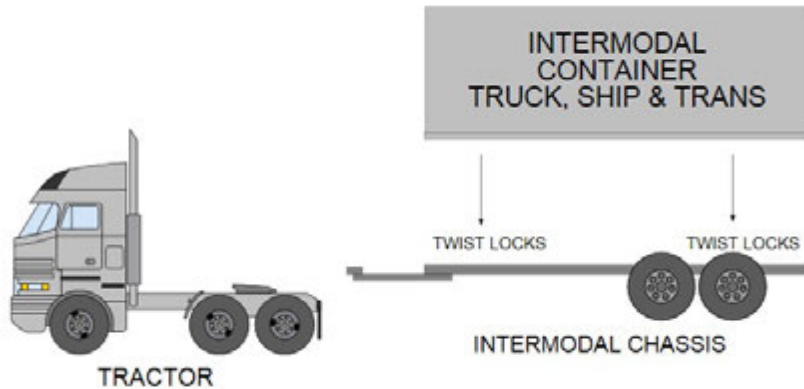 INTERMODAL
CONTAINER
TRUCK, SHIP & TRANS
TWIST LOCKS
TWIST LOCKS
INTERMODAL CHASSIS
TRACTOR